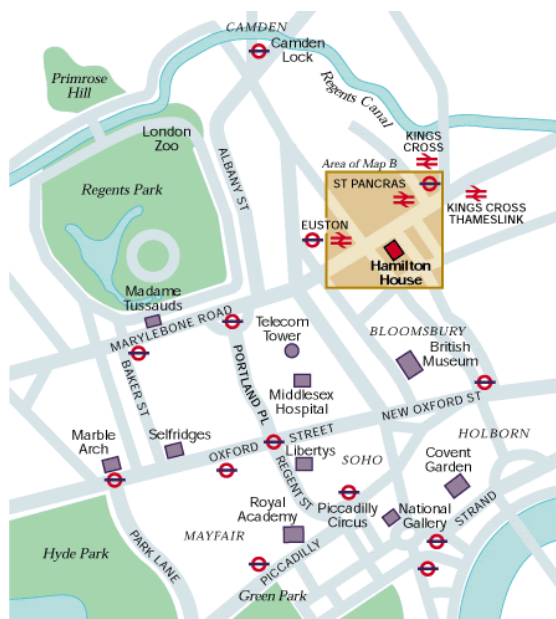 CAMDEN
Camden
Lock
Primrose
Hill
Regents Canal
London
Zoo
KINGS
CROSS
Area of Map B
ALBANY ST
ST PANCRAS
Regents Park
KINGS CROSS
THAMESLINK
EUSTON
Hamilton
House
Madame
Tussauds
MARYLEBONE ROAD
Telecom
Tower
BLOOMSBURY
British
Museum
PORTLAND PL
BAKER ST
Middlesex
Hospital
NEW OXFORD ST
Marble
Arch
Selfridges
OXFORD STREET
Libertys
SOHO
HOLBORN
Covent
Garden
REGENT ST
Royal
Academy
Piccadilly
Circus
National
Gallery
STRAND
MAYFAIR
Hyde Park
PARK LANE
PICCADILLY
Green Park